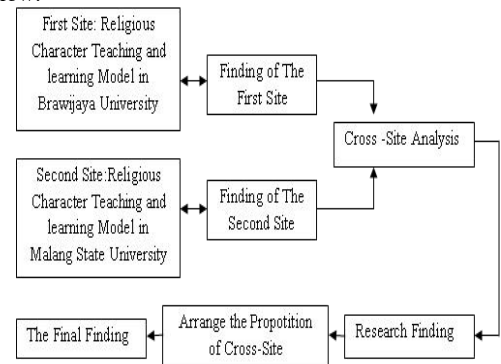 First Site: Religious
Character Teaching and
learning Model in
Brawijaya University
Finding of The
First Site
Cross -Site Analysis
Second Site:Religious
Character Teaching and
learning Model in
Malang State University
Finding of The
Second Site
The Final Finding
Arrange the Propotition
of Cross-Site
Research Finding